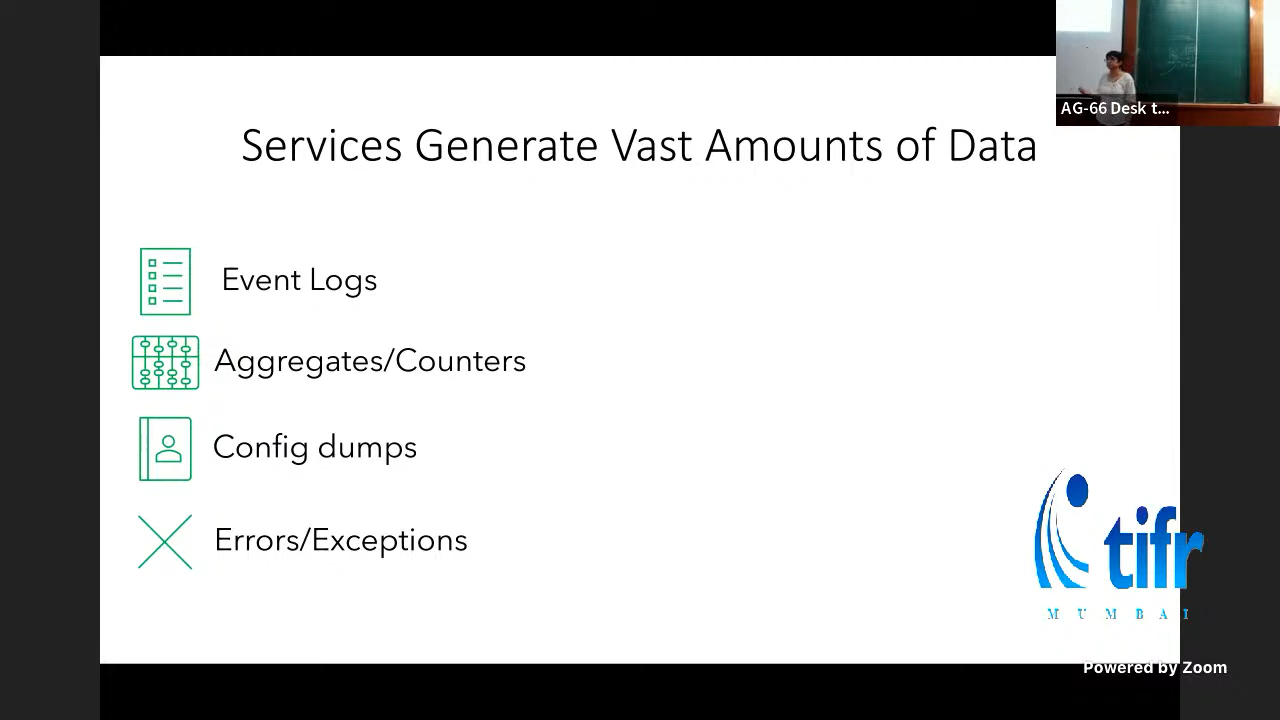 AG-66 Desk t...
Services Generate Vast Amounts of Data
Event Logs
Aggregates/Counters
Config dumps
Errors/Exceptions
tifr
MUMBAI
Powered by Zoom